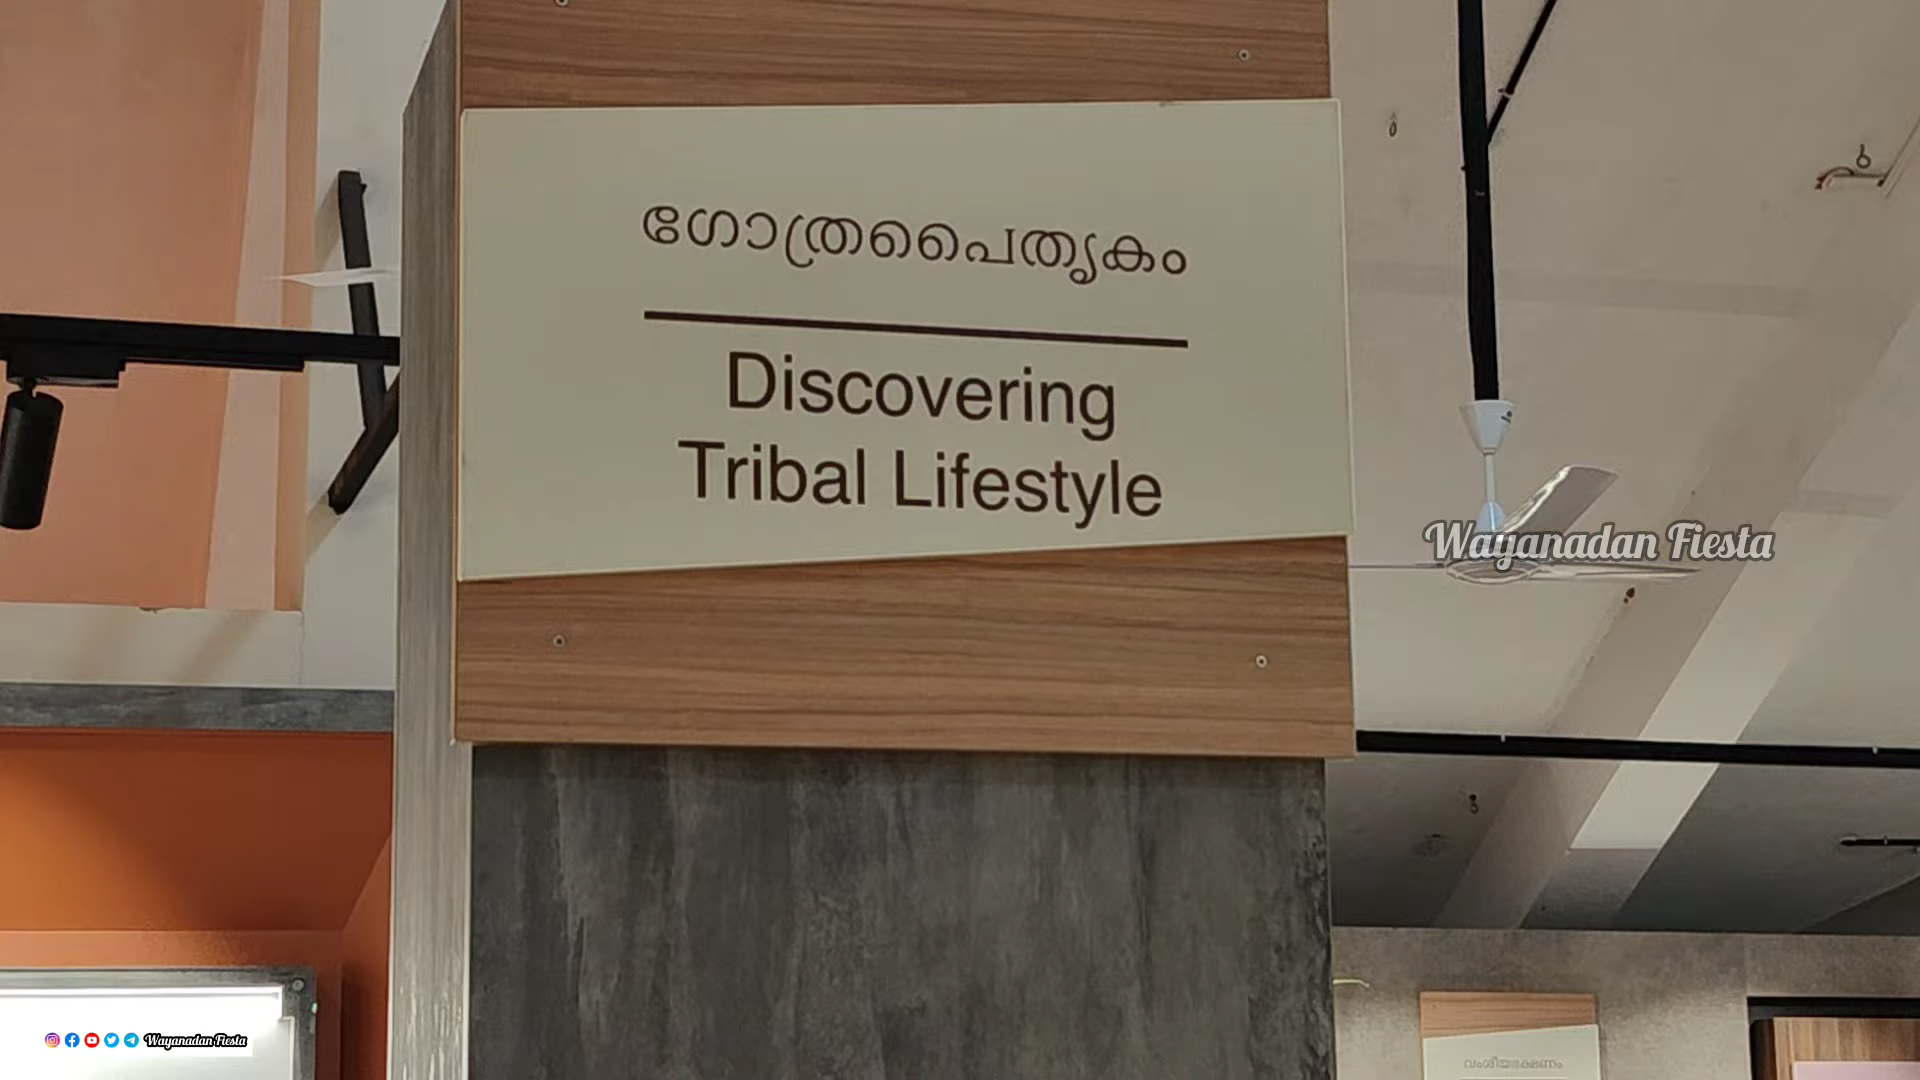 ഗോത്രപൈതൃകം
Discovering
Tribal Lifestyle
Wayanadan Fiesta
Wayanadan Fiesta